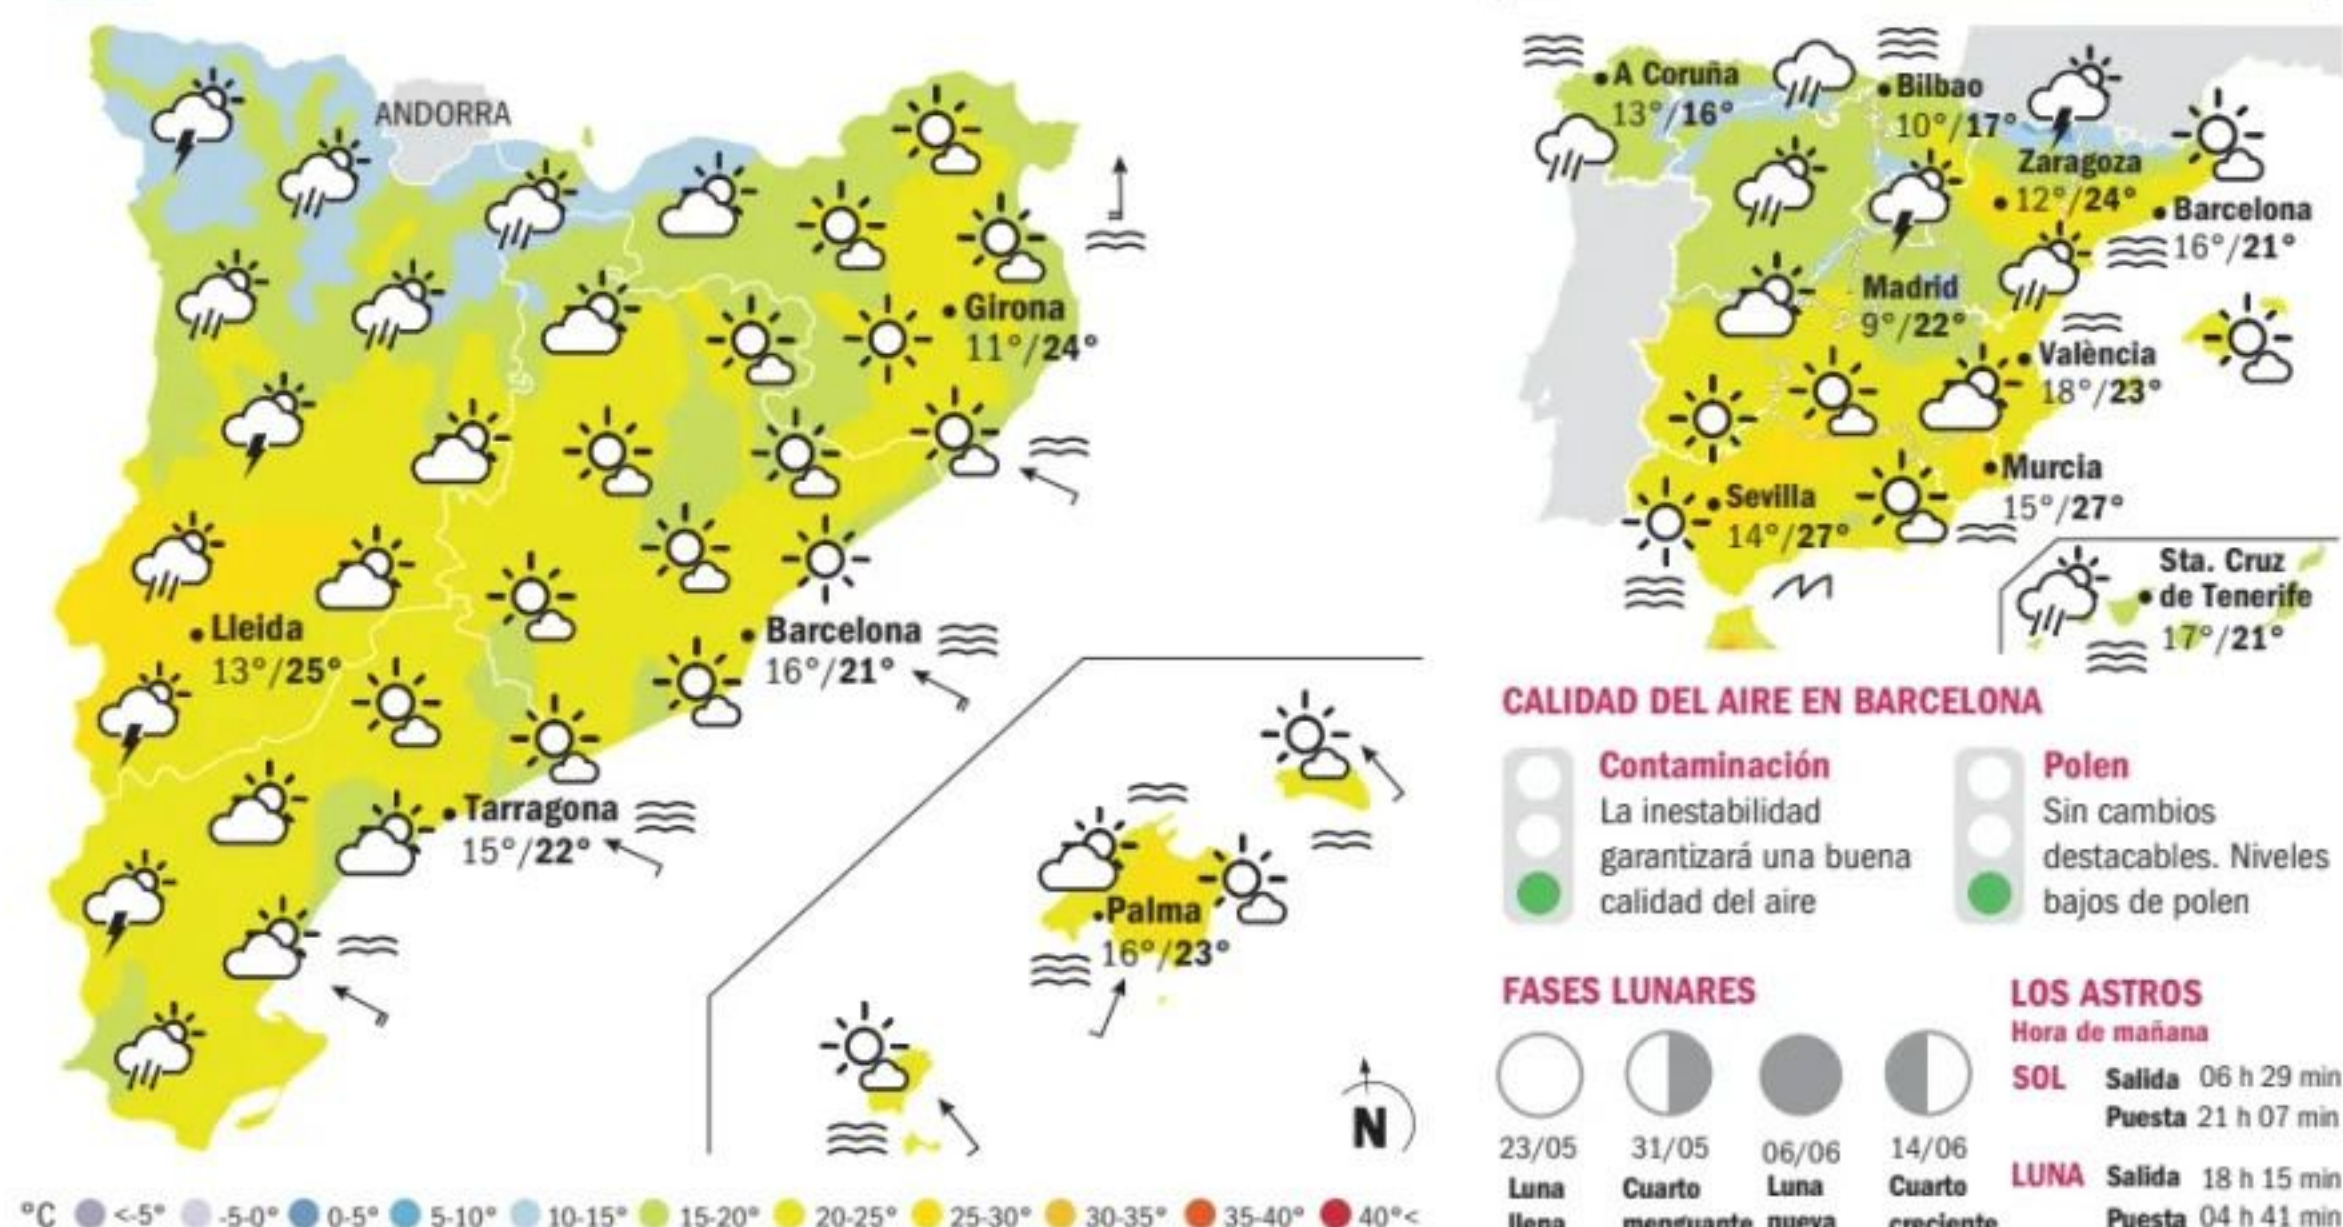 ANDORRA
Girona
11°/24°
Lleida
13°/25°
Barcelona
16°/21°
Tarragona
15°/22°
Palma
16°/23°
N
°C <-5° -5-0° 0-5° 5-10° 10-15° 15-20° 20-25° 25-30° 30-35° 35-40° 40°<
A Coruña
13°/16°
Bilbao
10°/17°
Zaragoza
12°/24°
Barcelona
16°/21°
Madrid
9°/22°
València
18°/23°
Murcia
15°/27°
Sevilla
14°/27°
Sta. Cruz
de Tenerife
17°/21°
CALIDAD DEL AIRE EN BARCELONA
Contaminación
La inestabilidad
garantizará una buena
calidad del aire
Polen
Sin cambios
destacables. Niveles
bajos de polen
FASES LUNARES
23/05 31/05 06/06 14/06
Luna Cuarto Luna Cuarto
llena menguante nueva creciente
LOS ASTROS
Hora de mañana
SOL Salida 06 h 29 min
Puesta 21 h 07 min
LUNA Salida 18 h 15 min
Puesta 04 h 41 min